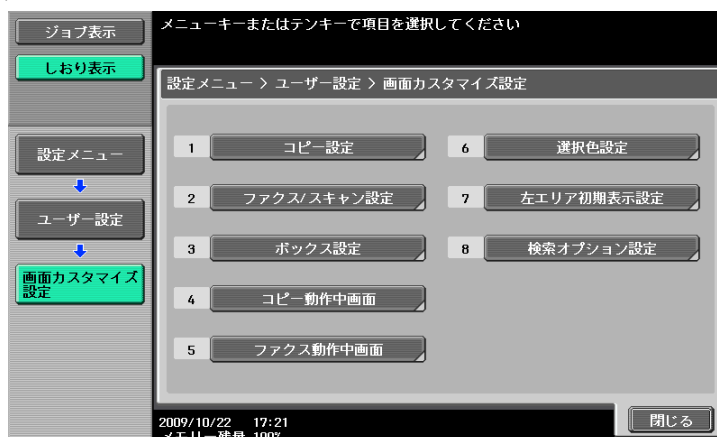 ジョブ表示
しおり表示
設定メニュー
ユーザー設定
画面カスタマイズ
設定
メニューキーまたはテンキーで項目を選択してください
設定メニュー > ユーザー設定 > 画面カスタマイズ設定
1 コピー設定
2 ファクス/スキャン設定
3 ボックス設定
4 コピー動作中画面
5 ファクス動作中画面
6 選択色設定
7 左エリア初期表示設定
8 検索オプション設定
2009/10/22 17:21
メモリー残量 100%
閉じる